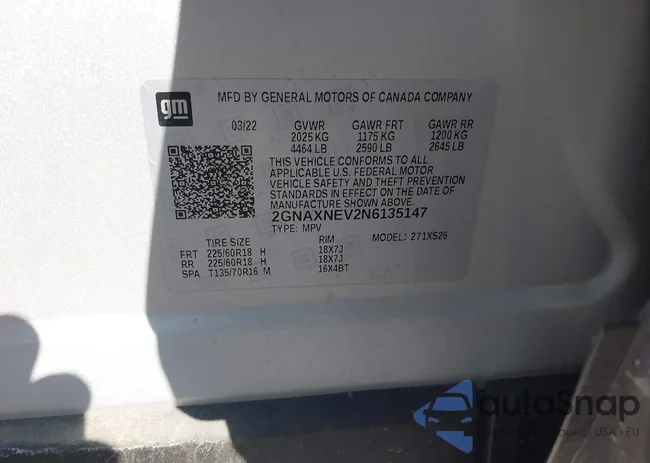 gm
MFD BY GENERAL MOTORS OF CANADA COMPANY
03/22 GVWR GAWR FRT GAWR RR
2025 KG 1175 KG 1200 KG
4464 LB 2590 LB 2645 LB
THIS VEHICLE CONFORMS TO ALL
APPLICABLE U.S. FEDERAL MOTOR
VEHICLE SAFETY AND THEFT PREVENTION
STANDARDS IN EFFECT ON THE DATE OF
MANUFACTURE SHOWN ABOVE.
2GNAXNEV2N6135147
TYPE: MPV MODEL: 271XS26
TIRE SIZE RIM
FRT 225/60R18 H 18X7J
RR 225/60R18 H 18X7J
SPA T135/70R16 M 16X4BT
autoSnap
USA - EU